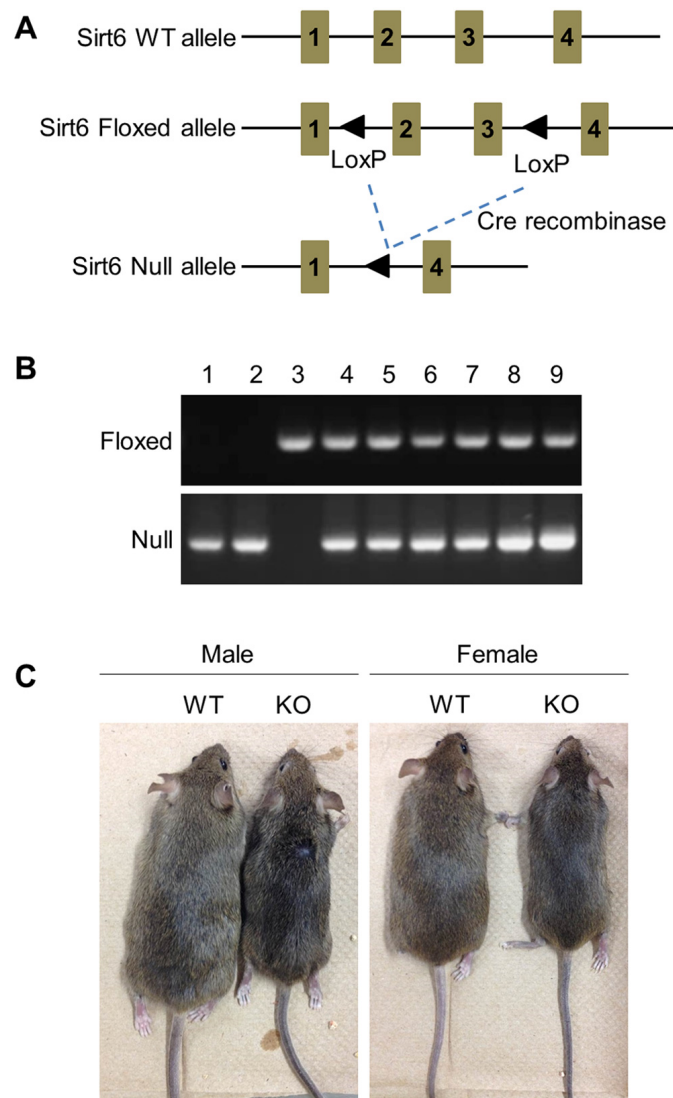 A
Sirt6 WT allele 1 2 3 4
Sirt6 Floxed allele 1 2 3 4
LoxP LoxP
Cre recombinase
Sirt6 Null allele 1 4
B
1 2 3 4 5 6 7 8 9
Floxed
Null
Male Female
C
WT KO WT KO